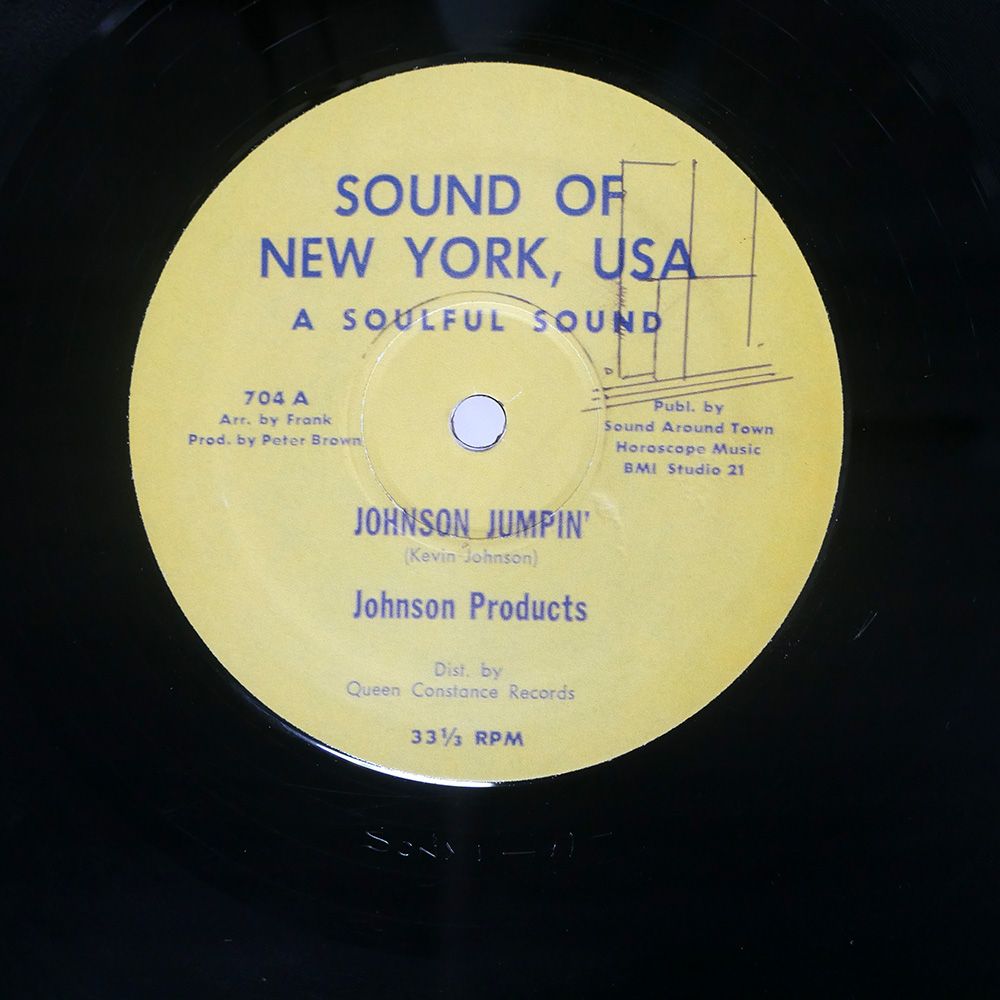 SOUND OF
NEW YORK, USA
A SOULFUL SOUND
704 A
Arr. by Frank
Prod. by Peter Brown
Publ. by
Sound Around Town
Horoscope Music
BMI Studio 21
JOHNSON JUMPIN'
(Kevin Johnson)
Johnson Products
Dist. by
Queen Constance Records
33⅓ RPM